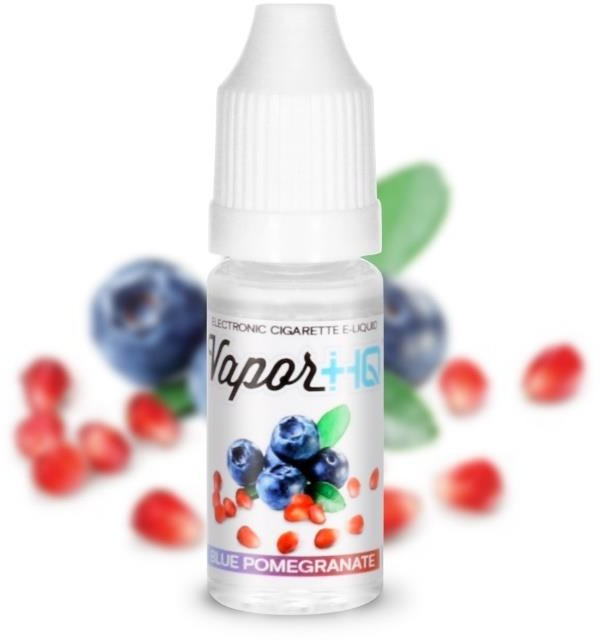 ELECTRONIC CIGARETTE E-LIQUID
Vapor HQ
BLUE POMEGRANATE